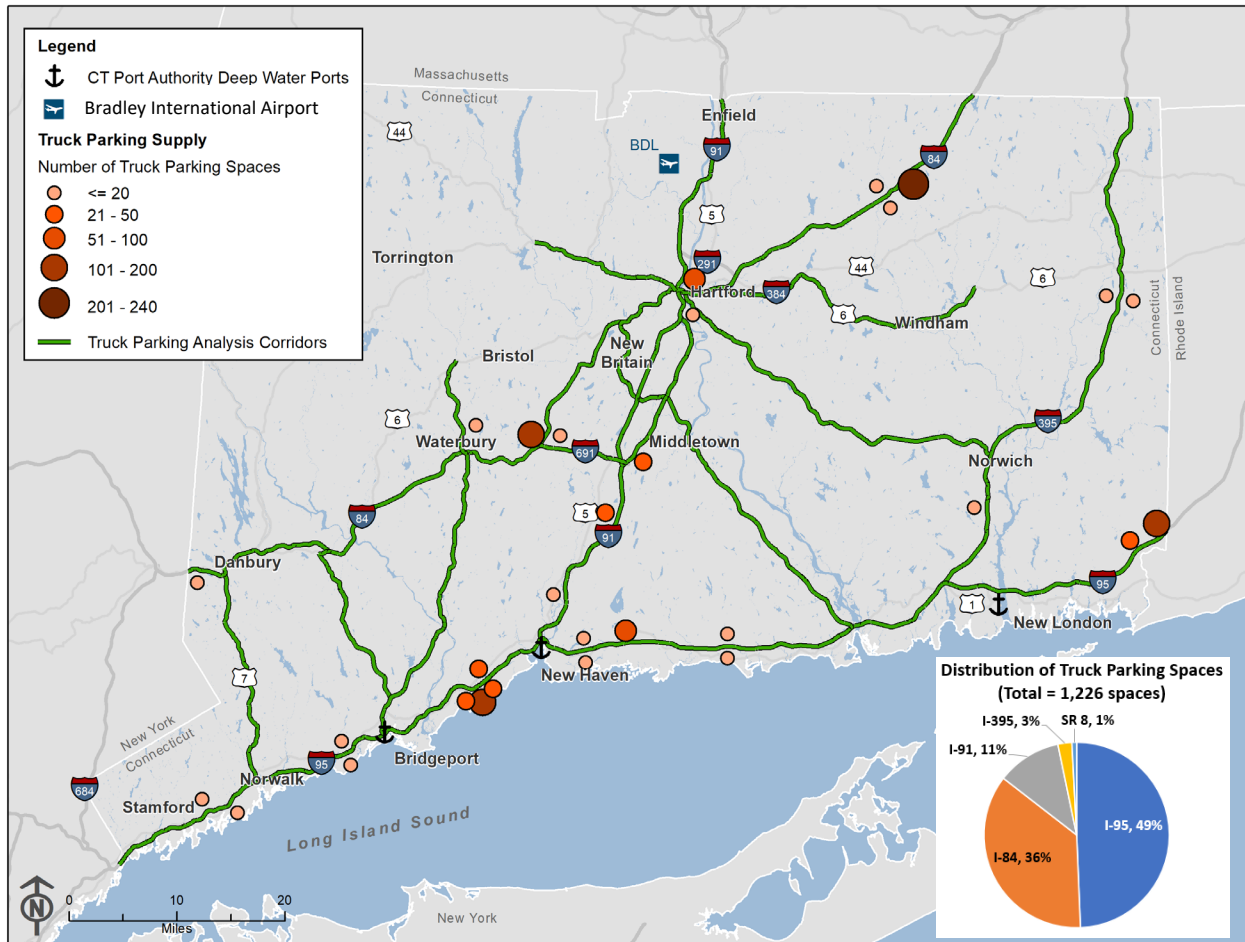 Legend
CT Port Authority Deep Water Ports
Bradley International Airport
Truck Parking Supply
Number of Truck Parking Spaces
<= 20
21 - 50
51 - 100
101 - 200
201 - 240
Truck Parking Analysis Corridors
Massachusetts
Connecticut
44
Enfield
BDL
91
84
5
291
Torrington
44
6
Hartford
384
6
Windham
Connecticut
Rhode Island
Bristol
New
Britain
6
Waterbury
691
Middletown
395
Norwich
84
5
91
Danbury
95
1
New London
7
New Haven
New York
Connecticut
Bridgeport
95
Norwalk
684
Stamford
Long Island Sound
New York
N
0
10
20
Miles
Distribution of Truck Parking Spaces
(Total = 1,226 spaces)
I-395, 3%
SR 8, 1%
I-91, 11%
I-95, 49%
I-84, 36%